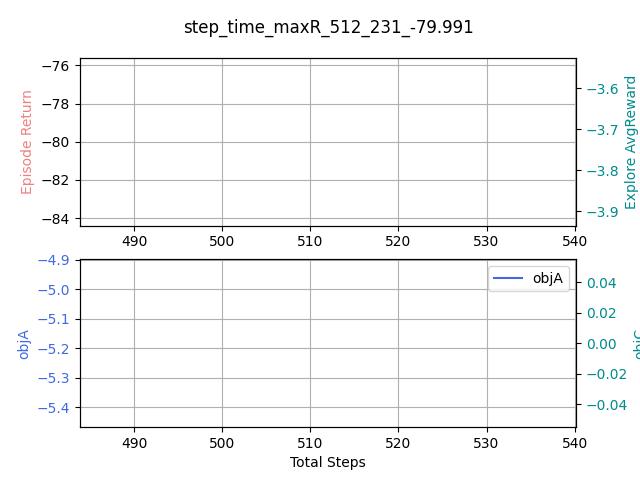 step_time_maxR_512_231_-79.991
−76
−78
−80
−82
−84
Episode Return
−3.6
−3.7
−3.8
−3.9
Explore AvgReward
490 500 510 520 530 540
−4.9
−5.0
−5.1
−5.2
−5.3
−5.4
objA
objA
0.04
0.02
0.00
−0.02
−0.04
objC
490 500 510 520 530 540
Total Steps